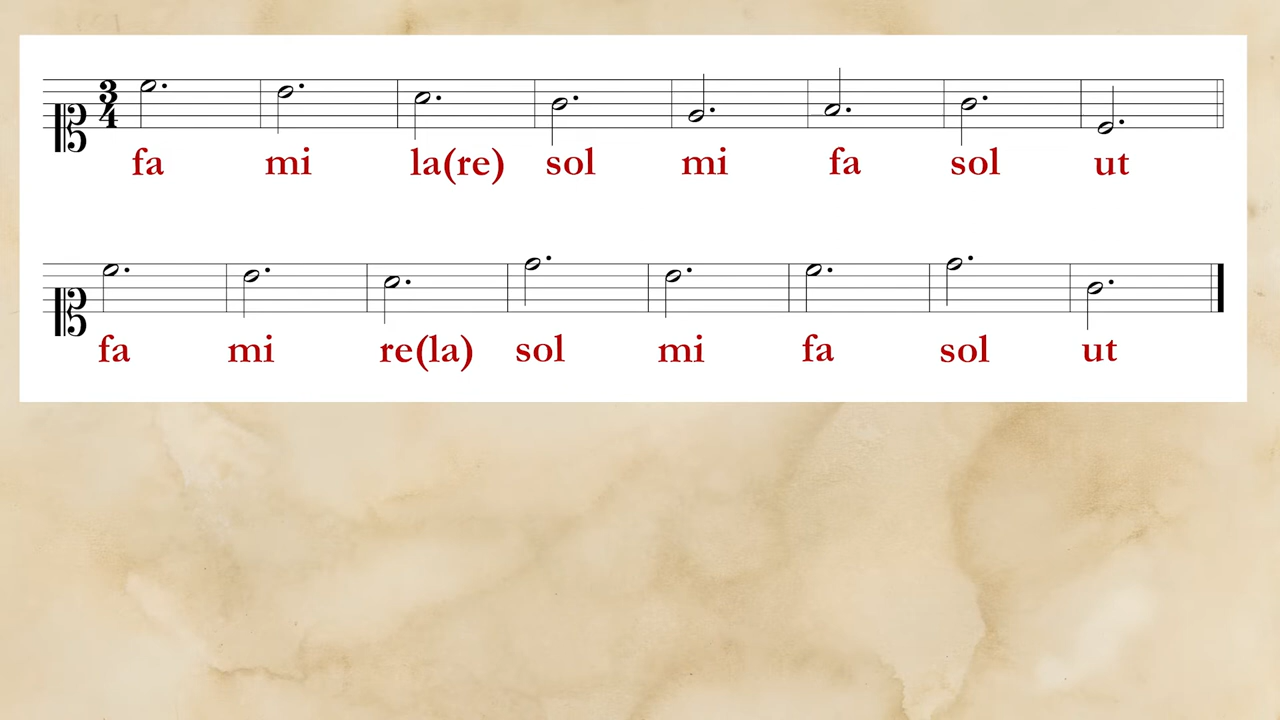 3
4
fa mi la(re) sol mi fa sol ut
fa mi re(la) sol mi fa sol ut